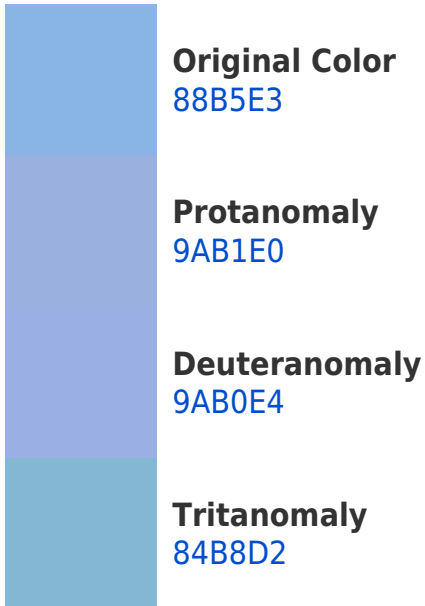 Original Color
88B5E3
Protanomaly
9AB1E0
Deuteranomaly
9AB0E4
Tritanomaly
84B8D2